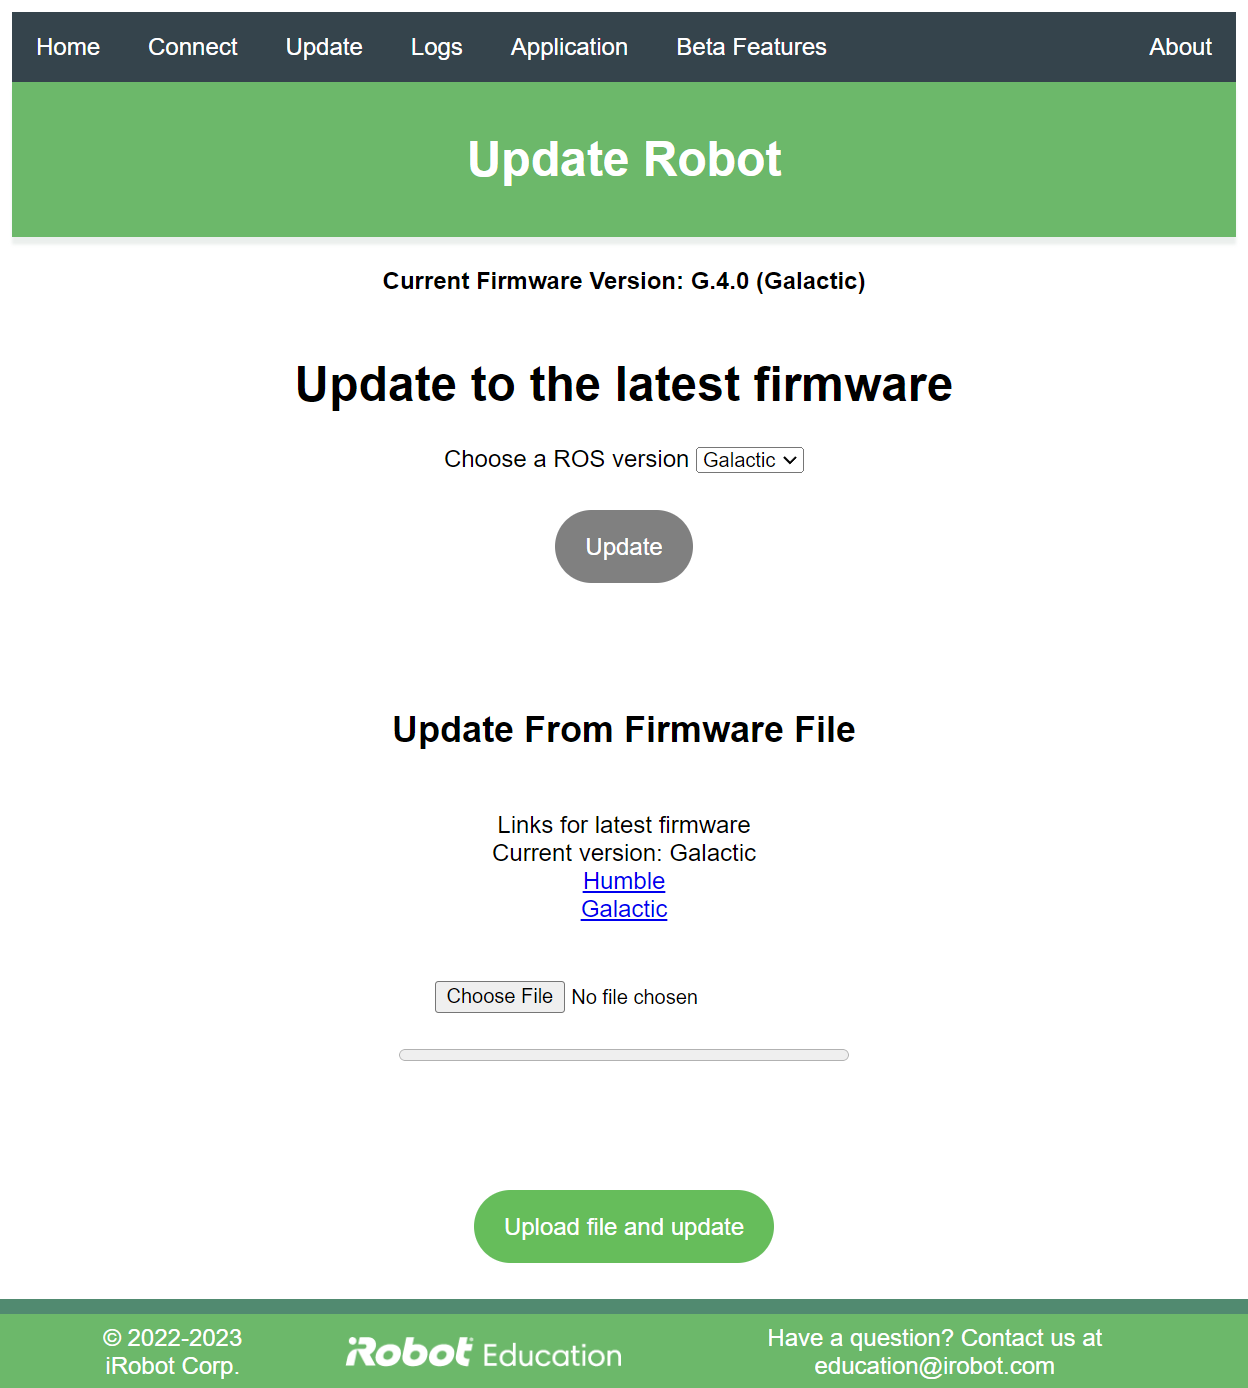 Home Connect Update Logs Application Beta Features About
Update Robot
Current Firmware Version: G.4.0 (Galactic)
Update to the latest firmware
Choose a ROS version Galactic
Update
Update From Firmware File
Links for latest firmware
Current version: Galactic
Humble
Galactic
Choose File No file chosen
Upload file and update
© 2022-2023
iRobot Corp.
iRobot Education
Have a question? Contact us at
education@irobot.com